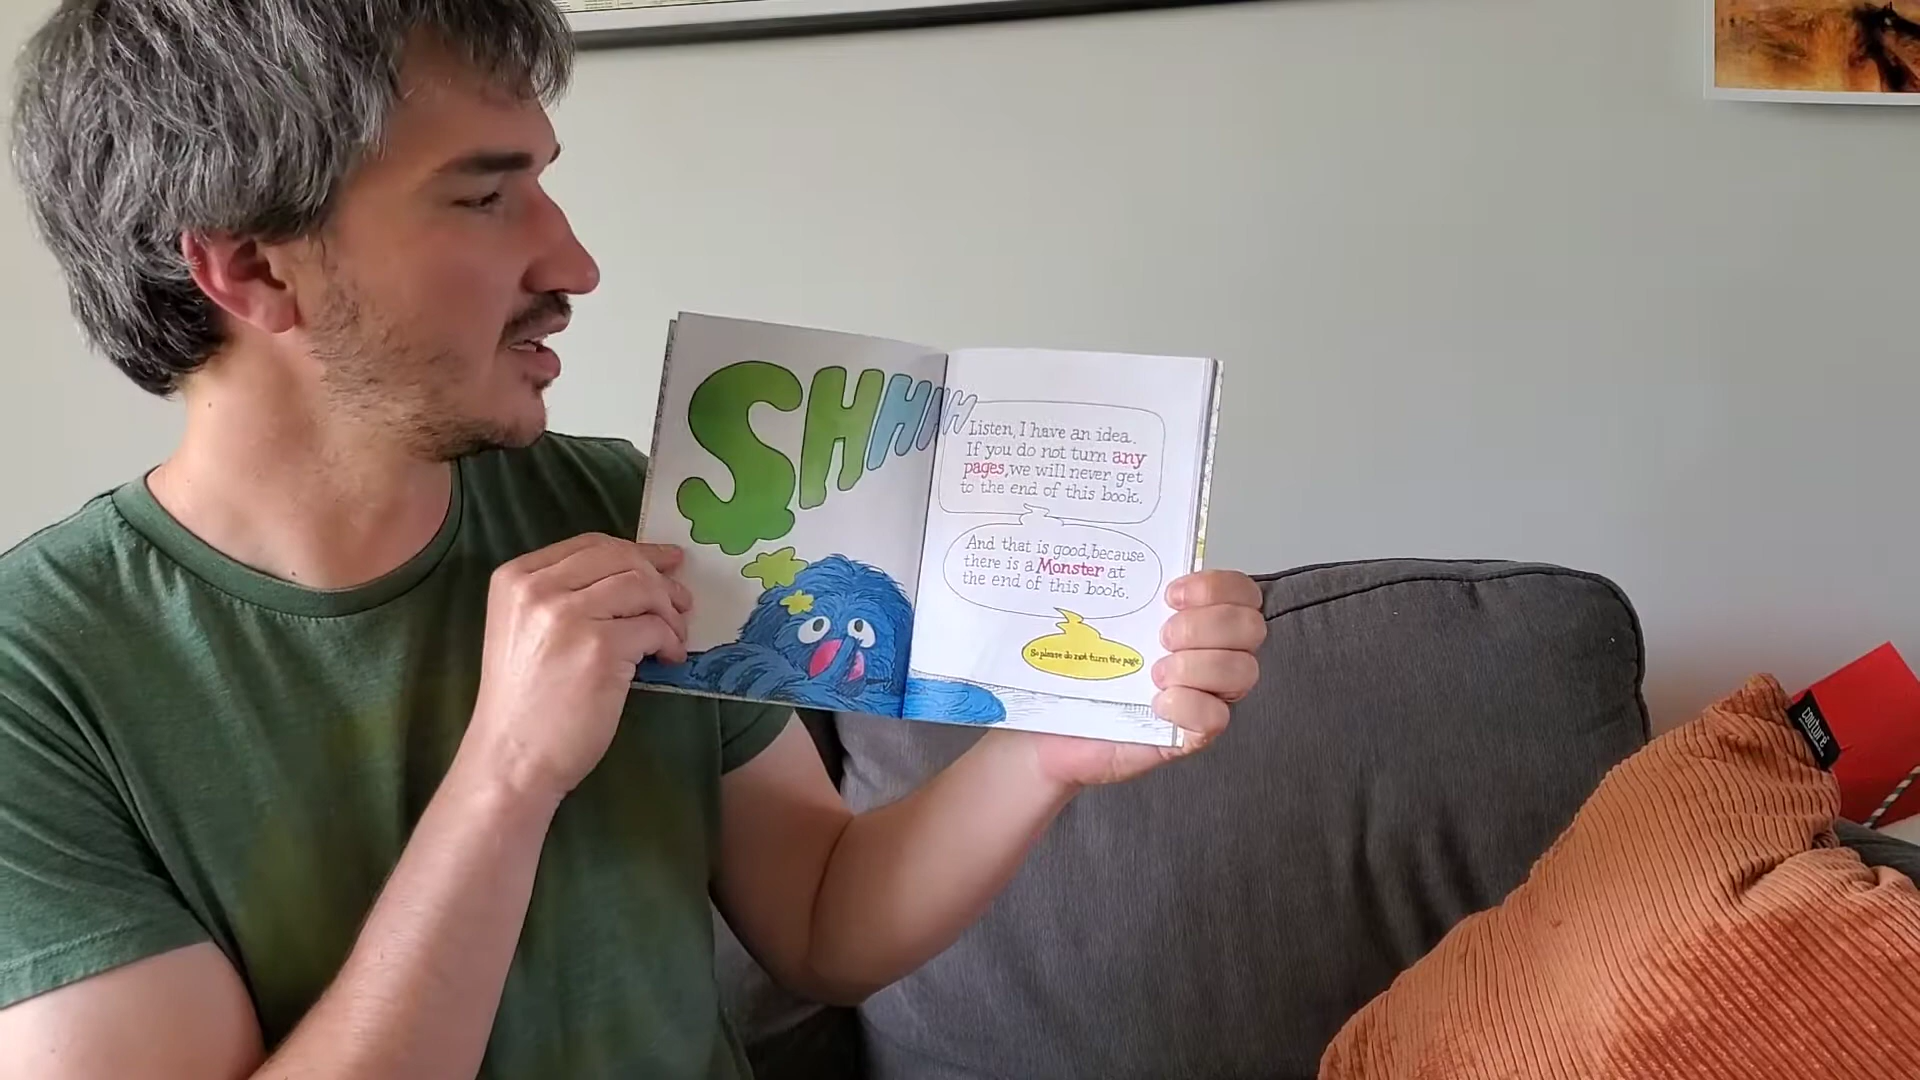 SHHHH
Listen, I have an idea.
If you do not turn any
pages, we will never get
to the end of this book.
And that is good, because
there is a Monster at
the end of this book.
So please do not turn the page.
COUTURE